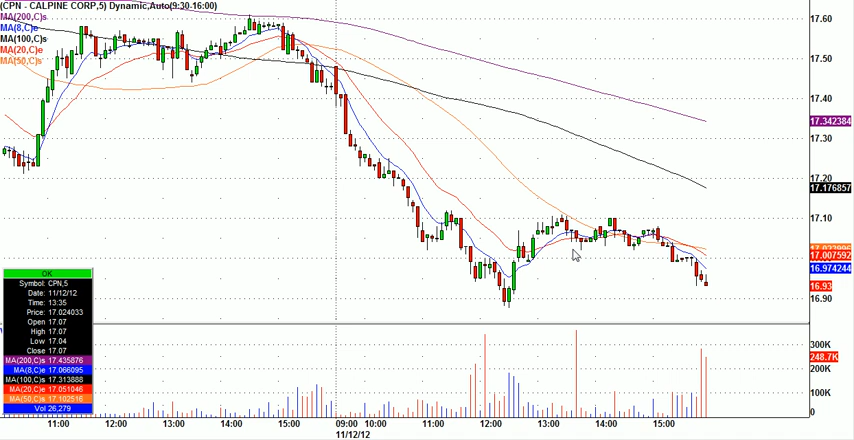 (CPN - CALPINE CORP,5) Dynamic,Auto(9:30-16:00)
MA(200,C)s
MA(8,C)e
MA(100,C)s
MA(20,C)e
MA(50,C)s
17.60
17.50
17.40
17.342384
17.30
17.20
17.176857
17.10
17.007592
16.974244
16.93
16.90
OK
Symbol: CPN,5
Date: 11/12/12
Time: 13:35
Price: 17.024033
Open 17.07
High 17.07
Low 17.04
Close 17.07
MA(200,C)s 17.435876
MA(8,C)e 17.066095
MA(100,C)s 17.313888
MA(20,C)e 17.051046
MA(50,C)s 17.102516
Vol 26,279
300K
248.7K
200K
100K
0
11:00 12:00 13:00 14:00 15:00 09:00 10:00 11:00 12:00 13:00 14:00 15:00
11/12/12